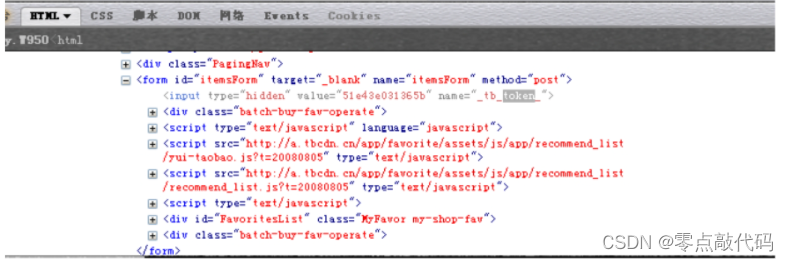 HTML CSS 脚本 DOM 网络 Events Cookies
y.W950 html
<div class="PagingNav">
<form id="itemsForm" target="_blank" name="itemsForm" method="post">
<input type="hidden" value="51e43e031365b" name="_tb_token_">
<div class="batch-buy-fav-operate">
<script type="text/javascript" language="javascript">
<script src="http://a.tbcdn.cn/app/favorite/assets/js/app/recommend_list
/yui-taobao.js?t=20080805" type="text/javascript">
<script src="http://a.tbcdn.cn/app/favorite/assets/js/app/recommend_list
/recommend_list.js?t=20080805" type="text/javascript">
<script type="text/javascript">
<div id="FavoritesList" class="MyFavor my-shop-fav">
<div class="batch-buy-fav-operate">
</form>
CSDN @零点敲代码